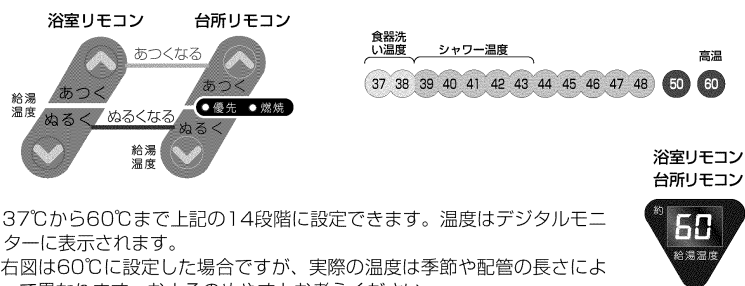 浴室リモコン 台所リモコン
あつくなる
あつく
あつく
給湯
温度
優先 燃焼
ぬるく
ぬるくなる
ぬるく
給湯
温度
食器洗
い温度
シャワー温度
高温
37 38 39 40 41 42 43 44 45 46 47 48 50 60
浴室リモコン
台所リモコン
約
60
給湯温度
37℃から60℃まで上記の14段階に設定できます。温度はデジタルモニ
ターに表示されます。
右図は60℃に設定した場合ですが、実際の温度は季節や配管の長さによ